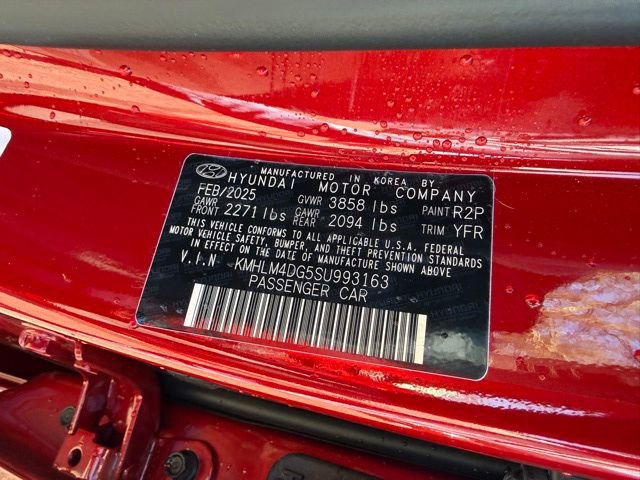 MANUFACTURED IN KOREA BY
HYUNDAI MOTOR COMPANY
FEB/2025 GVWR 3858 lbs PAINT R2P
GAWR FRONT 2271 lbs GAWR REAR 2094 lbs TRIM YFR
THIS VEHICLE CONFORMS TO ALL APPLICABLE U.S.A. FEDERAL
MOTOR VEHICLE SAFETY, BUMPER, AND THEFT PREVENTION STANDARDS
IN EFFECT ON THE DATE OF MANUFACTURE SHOWN ABOVE.
V.I.N KMHLM4DG5SU993163
PASSENGER CAR